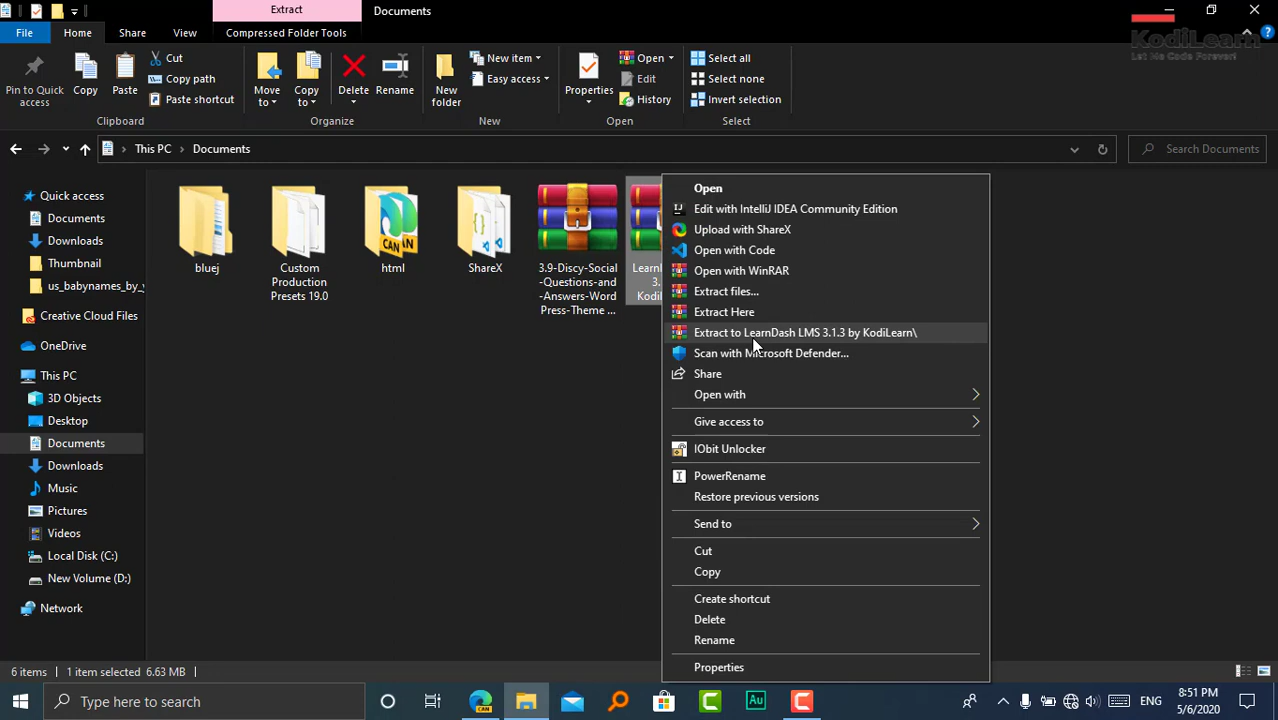 Extract
Documents
File
Home
Share
View
Compressed Folder Tools
KodiLearn
Let Me Code Forever!
Pin to Quick
access
Copy
Paste
Cut
Copy path
Paste shortcut
Clipboard
Move
to
Copy
to
Delete
Rename
Organize
New
folder
New item
Easy access
New
Properties
Open
Edit
History
Open
Select all
Select none
Invert selection
Select
This PC
Documents
Search Documents
Quick access
Documents
Downloads
Thumbnail
us_babynames_by_y
Creative Cloud Files
OneDrive
This PC
3D Objects
Desktop
Documents
Downloads
Music
Pictures
Videos
Local Disk (C:)
New Volume (D:)
Network
bluej
Custom
Production
Presets 19.0
html
CAN
ShareX
3.9-Discy-Social
-Questions-and
-Answers-Word
Press-Theme ...
Open
Edit with IntelliJ IDEA Community Edition
Upload with ShareX
Open with Code
Open with WinRAR
Extract files...
Extract Here
Extract to LearnDash LMS 3.1.3 by KodiLearn\
Scan with Microsoft Defender...
Share
Open with
Give access to
IObit Unlocker
PowerRename
Restore previous versions
Send to
Cut
Copy
Create shortcut
Delete
Rename
Properties
6 items
1 item selected 6.63 MB
Type here to search
CAN
Au
ENG
8:51 PM
5/6/2020